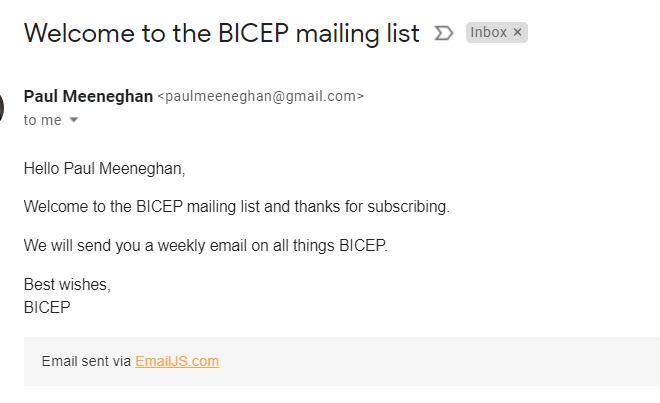 Welcome to the BICEP mailing list Inbox ×
Paul Meeneghan <paulmeeneghan@gmail.com>
to me
Hello Paul Meeneghan,
Welcome to the BICEP mailing list and thanks for subscribing.
We will send you a weekly email on all things BICEP.
Best wishes,
BICEP
Email sent via EmailJS.com